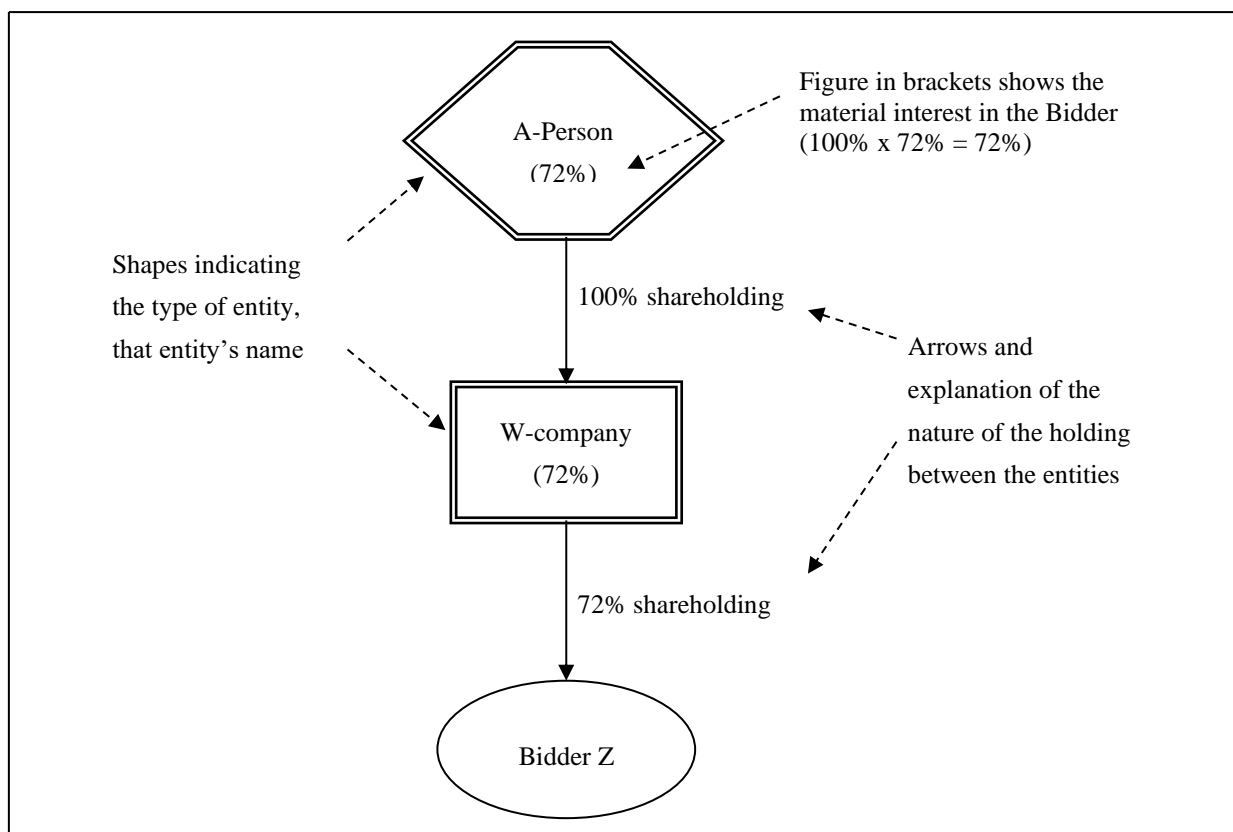 A-Person
(72%)
Figure in brackets shows the
material interest in the Bidder
(100% x 72% = 72%)
Shapes indicating
the type of entity,
that entity’s name
100% shareholding
Arrows and
explanation of the
nature of the holding
between the entities
W-company
(72%)
72% shareholding
Bidder Z